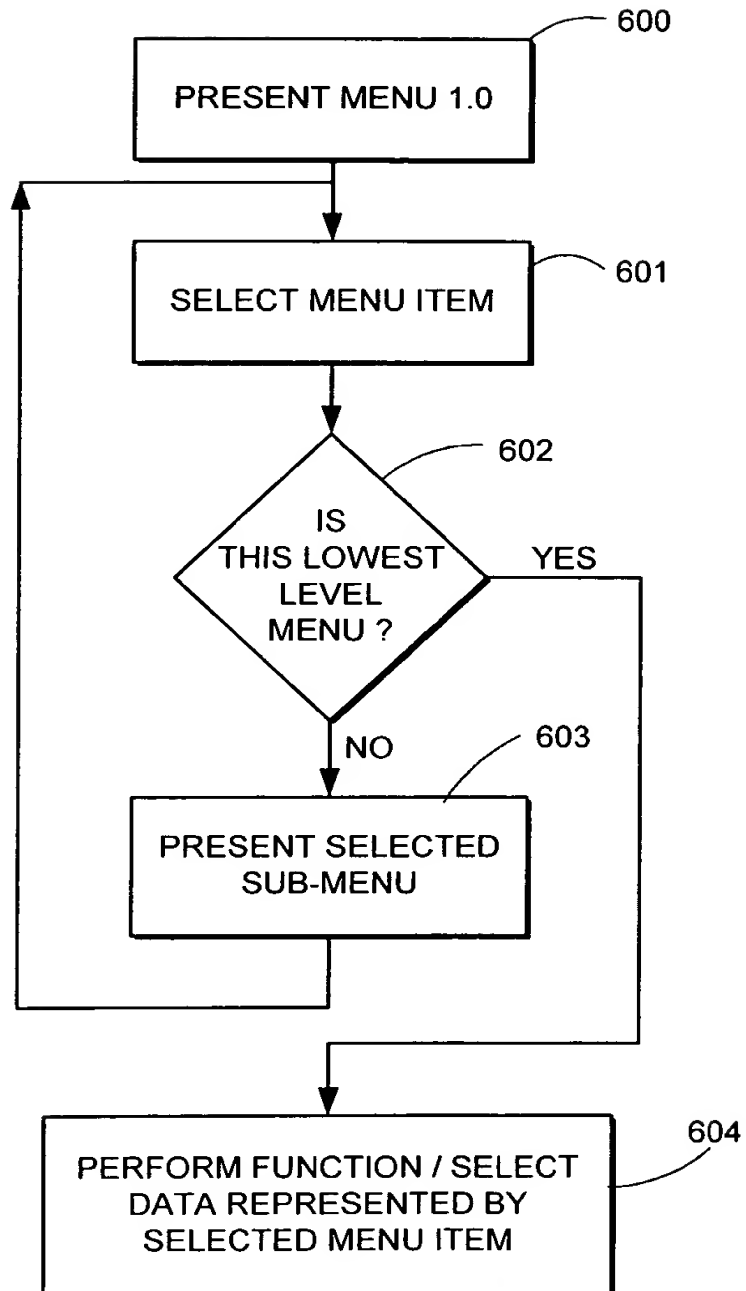 600
PRESENT MENU 1.0
601
SELECT MENU ITEM
602
IS
THIS LOWEST
LEVEL
MENU ?
YES
NO
603
PRESENT SELECTED
SUB-MENU
604
PERFORM FUNCTION / SELECT
DATA REPRESENTED BY
SELECTED MENU ITEM